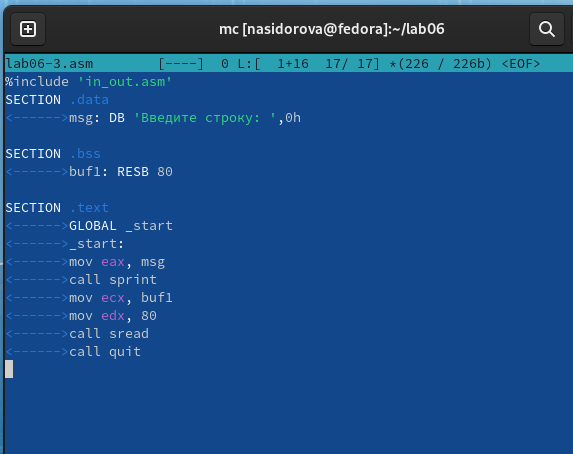 mc [nasidorova@fedora]:~/lab06
lab06-3.asm        [----]  0 L:[  1+16  17/ 17] *(226 / 226b) <EOF>
%include 'in_out.asm'
SECTION .data
<------>msg: DB 'Введите строку: ',0h

SECTION .bss
<------>buf1: RESB 80

SECTION .text
<------>GLOBAL _start
<------>_start:
<------>mov eax, msg
<------>call sprint
<------>mov ecx, buf1
<------>mov edx, 80
<------>call sread
<------>call quit